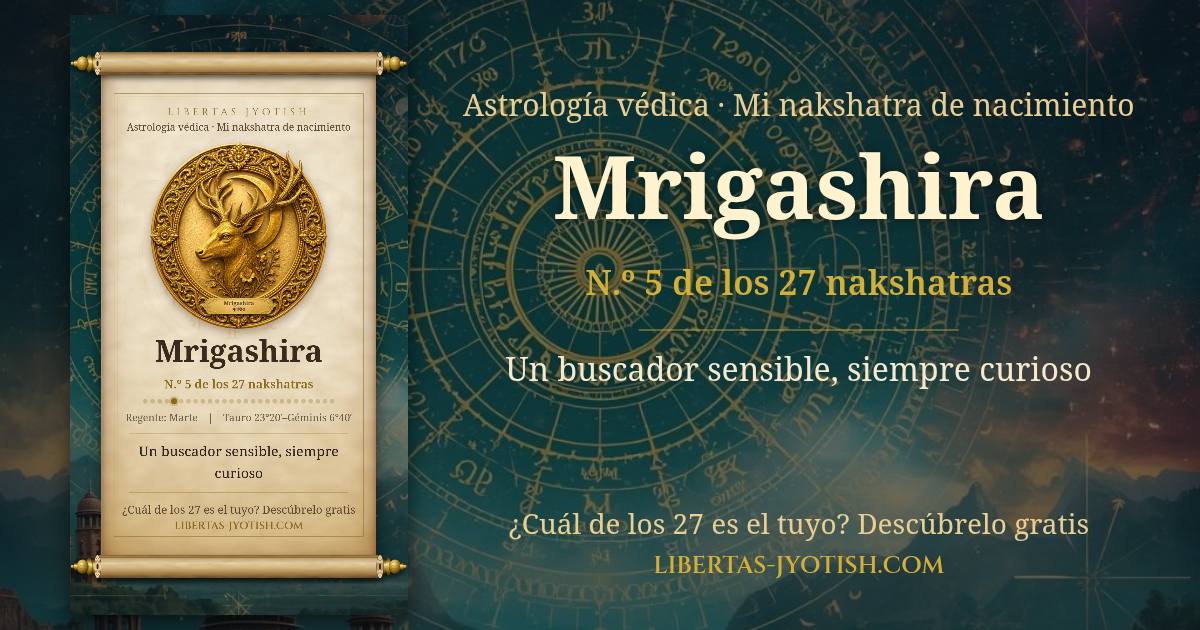 LIBERTAS JYOTISH
Astrología védica · Mi nakshatra de nacimiento
Mrigashira
Mrigashira
N.º 5 de los 27 nakshatras
Regente: Marte | Tauro 23°20'–Géminis 6°40'
Un buscador sensible, siempre
curioso
¿Cuál de los 27 es el tuyo? Descúbrelo gratis
LIBERTAS-JYOTISH.COM
Astrología védica · Mi nakshatra de nacimiento
Mrigashira
N.º 5 de los 27 nakshatras
Un buscador sensible, siempre curioso
¿Cuál de los 27 es el tuyo? Descúbrelo gratis
LIBERTAS-JYOTISH.COM